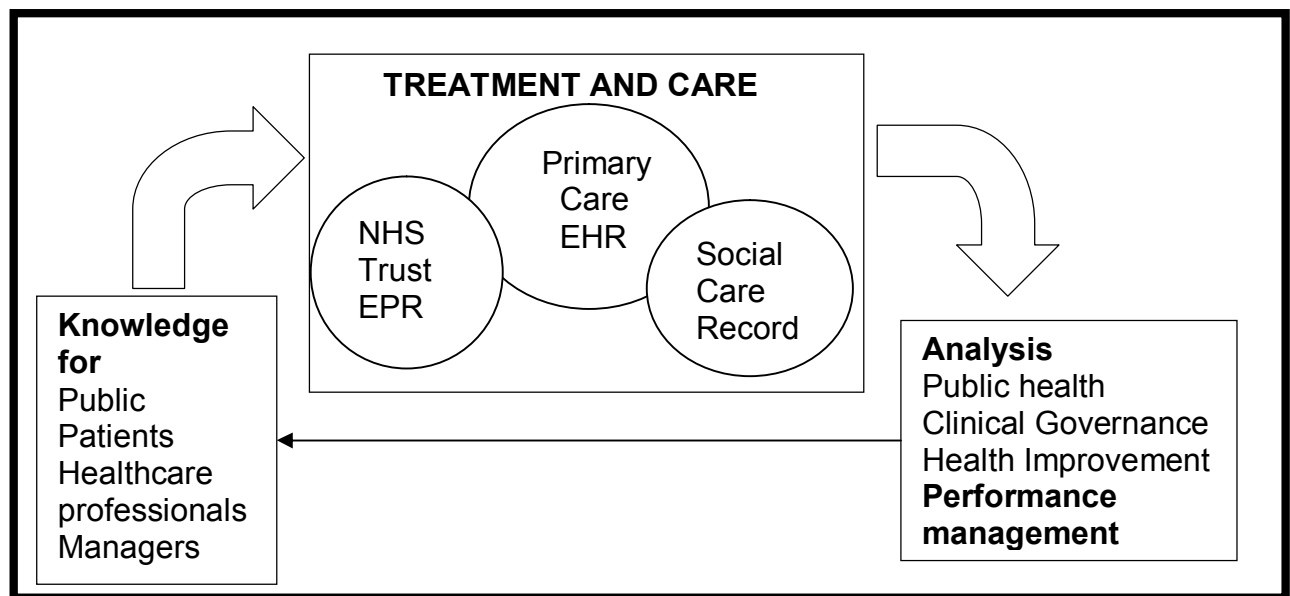 TREATMENT AND CARE
Primary
Care
EHR
NHS
Trust
EPR
Social
Care
Record
Knowledge
for
Public
Patients
Healthcare
professionals
Managers
Analysis
Public health
Clinical Governance
Health Improvement
Performance
management